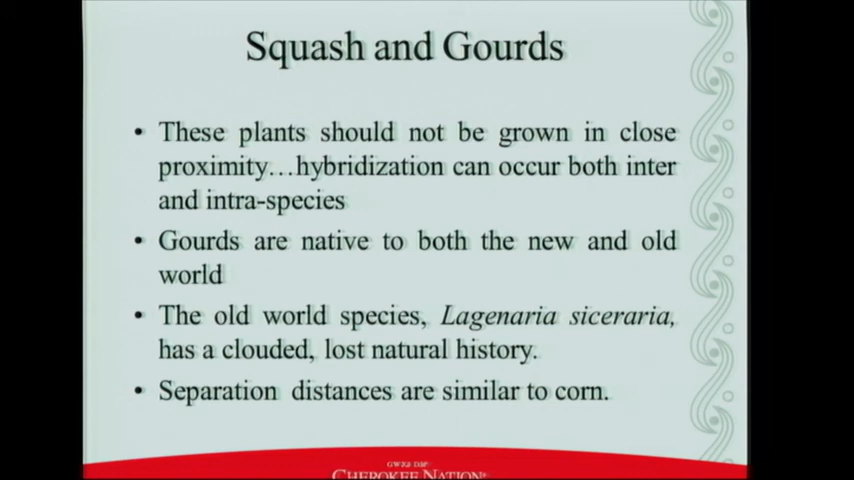 Squash and Gourds
• These plants should not be grown in close
proximity…hybridization can occur both inter
and intra-species
• Gourds are native to both the new and old
world
• The old world species, Lagenaria siceraria,
has a clouded, lost natural history.
• Separation distances are similar to corn.
CHEROKEE NATION